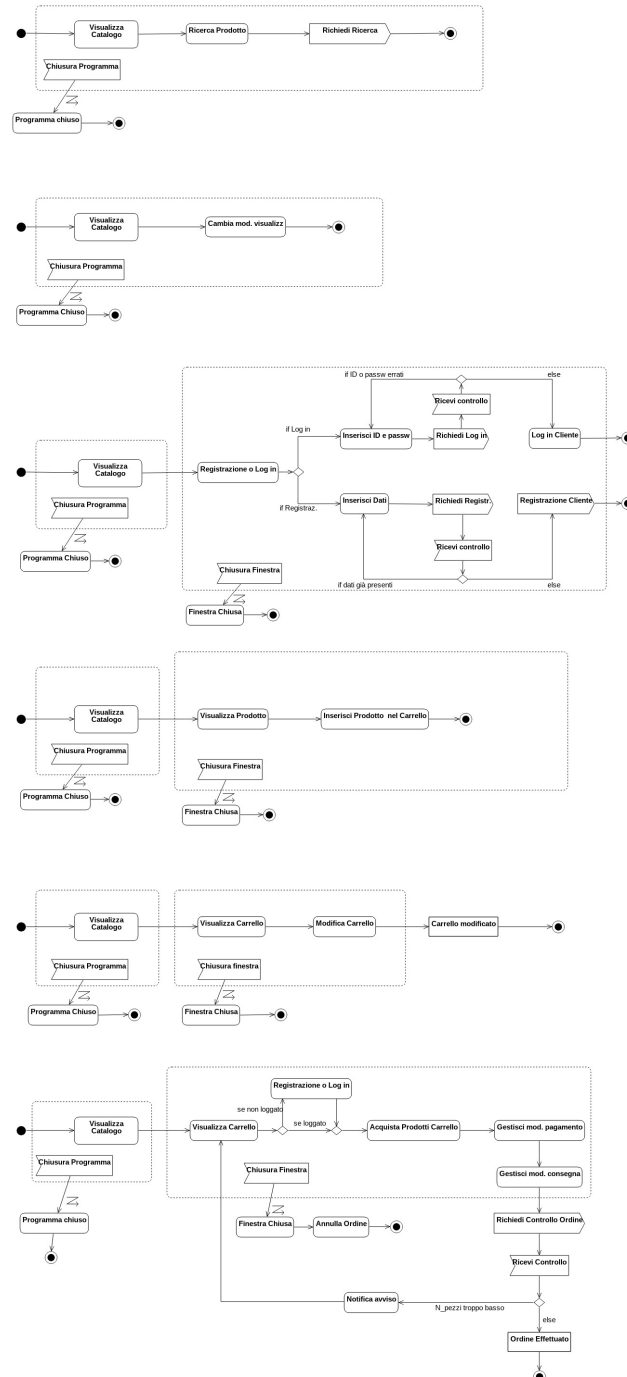 Visualizza
Catalogo
Ricerca Prodotto
Richiedi Ricerca
Chiusura Programma
Programma chiuso
Visualizza
Catalogo
Cambia mod. visualizz
Chiusura Programma
Programma Chiuso
if ID o passw errati
else
Ricevi controllo
if Log in
Inserisci ID e passw
Richiedi Log in
Log in Cliente
Visualizza
Catalogo
Registrazione o Log in
Chiusura Programma
if Registraz.
Inserisci Dati
Richiedi Registr.
Registrazione Cliente
Ricevi controllo
Programma Chiuso
Chiusura Finestra
if dati già presenti
else
Finestra Chiusa
Visualizza
Catalogo
Visualizza Prodotto
Inserisci Prodotto nel Carrello
Chiusura Programma
Chiusura Finestra
Programma Chiuso
Finestra Chiusa
Visualizza
Catalogo
Visualizza Carrello
Modifica Carrello
Carrello modificato
Chiusura Programma
Chiusura finestra
Programma Chiuso
Finestra Chiusa
Registrazione o Log in
se non loggato
se loggato
Visualizza
Catalogo
Visualizza Carrello
Acquista Prodotti Carrello
Gestisci mod. pagamento
Chiusura Programma
Chiusura Finestra
Gestisci mod. consegna
Programma chiuso
Finestra Chiusa
Annulla Ordine
Richiedi Controllo Ordine
Ricevi Controllo
Notifica avviso
N_pezzi troppo basso
else
Ordine Effettuato